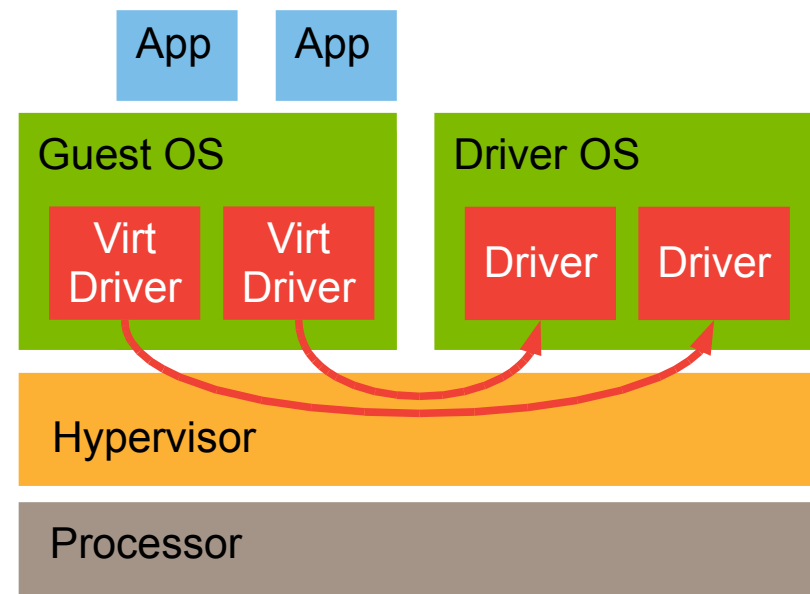 App
App
Guest OS
Driver OS
Virt
Driver
Virt
Driver
Driver
Driver
Hypervisor
Processor